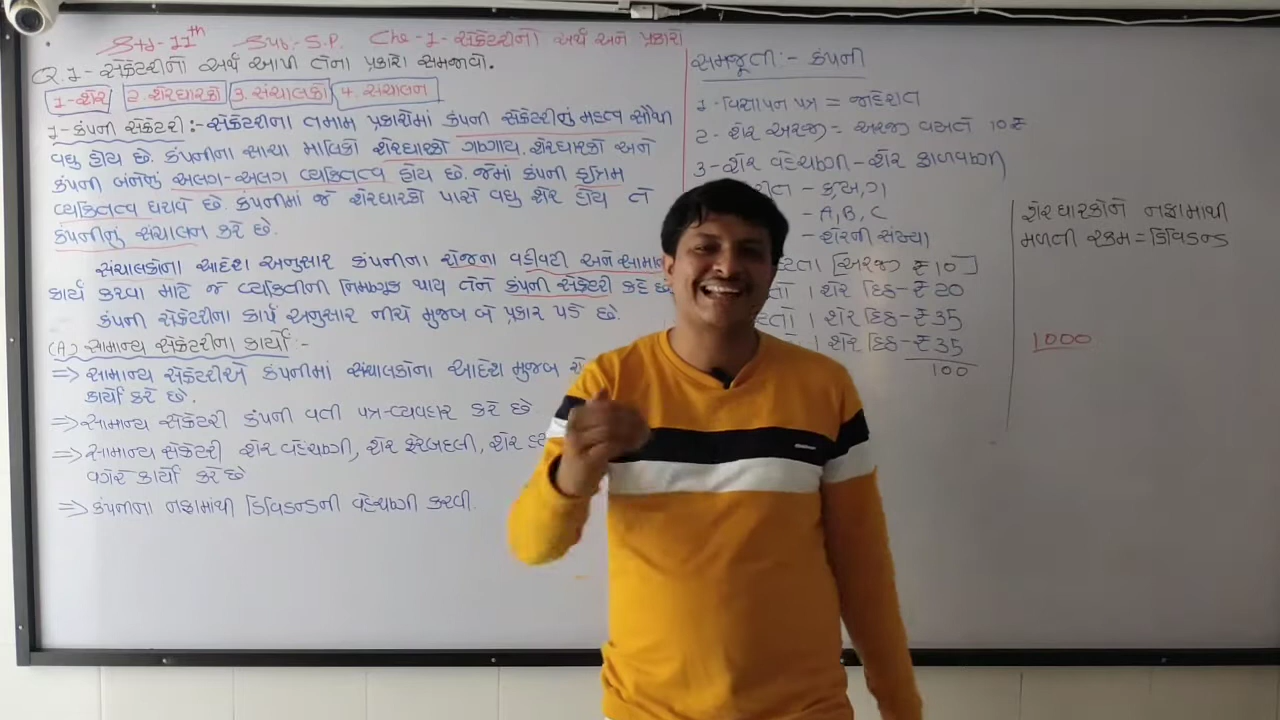 Std-11th Sub:- S.P. Che-1- સેક્રેટરીનો અર્થ અને પ્રકારો
Q.1- સેક્રેટરીનો અર્થ આપી તેના પ્રકારો સમજાવો.
1-શેર 2. શેરધારકો 3. સંચાલકો ૪. સંચાલન
1-કંપની સેક્રેટરી:- સેક્રેટરીના તમામ પ્રકારોમાં કંપની સેક્રેટરીનું મહત્વ સૌથી
વધુ હોય છે. કંપનીના સાચા માલિકો શેરધારકો ગણાય. શેરધારકો અને
કંપની બંનેનું અલગ-અલગ વ્યક્તિત્વ હોય છે. જેમાં કંપની કૃત્રિમ
વ્યક્તિત્વ ધરાવે છે. કંપનીમાં જે શેરધારકો પાસે વધુ શેર હોય તે
કંપનીનું સંચાલન કરે છે.
સંચાલકોના આદેશ અનુસાર કંપનીના રોજના વહીવટી અને
કાર્ય કરવા માટે જે વ્યક્તિની નિમણૂક થાય તેને કંપની સેક્રેટરી કહે
કંપની સેક્રેટરીના કાર્ય અનુસાર નીચે મુજબ બે પ્રકાર પડે છે.
(A) સામાન્ય સેક્રેટરીના કાર્યો:-
=> સામાન્ય સેક્રેટરીએ કંપનીમાં સંચાલકોના આદેશ મુજબ
કાર્યો કરે છે.
=> સામાન્ય સેક્રેટરી કંપની વતી પત્ર-વ્યવહાર કરે છે
=> સામાન્ય સેક્રેટરી શેર વહેંચણી, શેર ફેરબદલી, શેર
વગેરે કાર્યો કરે છે
=> કંપનીના નફામાંથી ડિવિડન્ડની વહેંચણી કરવી.
સમજૂતી:- કંપની
1-વિજ્ઞાપન પત્ર = જાહેરાત
2- શેર અરજી = અરજી વખતે 10 ₹
3-શેર વહેંચણી - શેર ફાળવણી
- ક,ખ,ગ
- A, B, C
- શેરની સંખ્યા
[અરજી ₹10]
1 શેર દિઠ-₹ 20
1 શેર દિઠ-₹ 35
1 શેર દિઠ-₹ 35
100
શેરધારકોને નફામાંથી
મળતી રકમ = ડિવિડન્ડ
1000